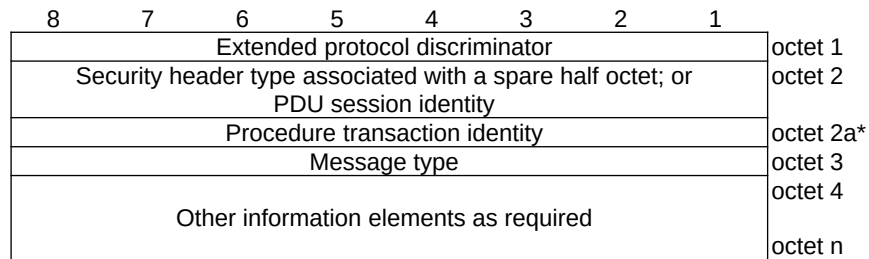 8 7 6 5 4 3 2 1
Extended protocol discriminator octet 1
Security header type associated with a spare half octet; or octet 2
PDU session identity
Procedure transaction identity octet 2a*
Message type octet 3
octet 4
Other information elements as required
octet n